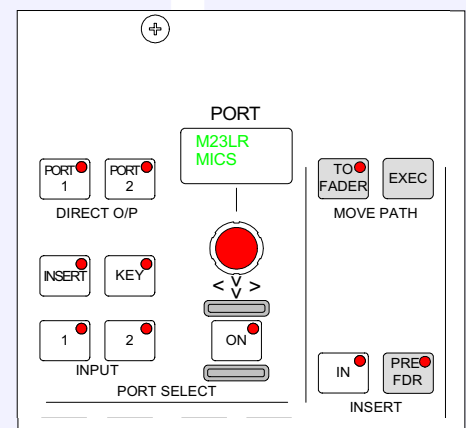 PORT
M23LR
MICS
PORT
1
PORT
2
DIRECT O/P
TO
FADER
EXEC
MOVE PATH
INSERT
KEY
< >
1
2
ON
INPUT
PORT SELECT
IN
PRE
FDR
INSERT